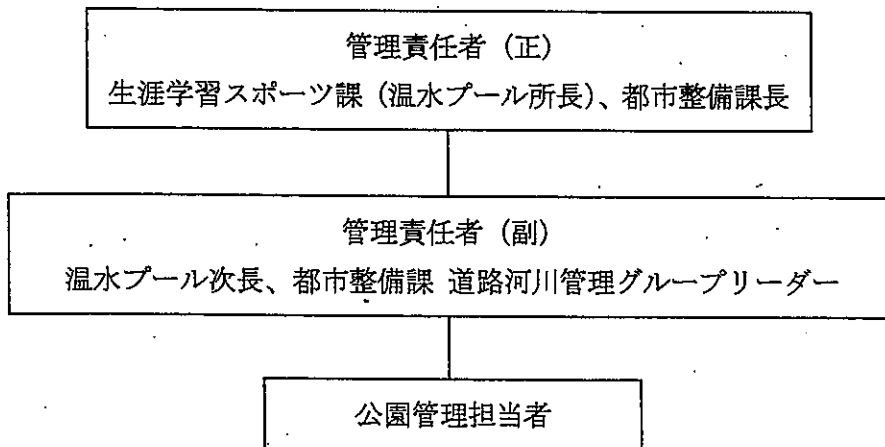 管理責任者（正）
生涯学習スポーツ課（温水プール所長）、都市整備課長
管理責任者（副）
温水プール次長、都市整備課 道路河川管理グループリーダー
公園管理担当者